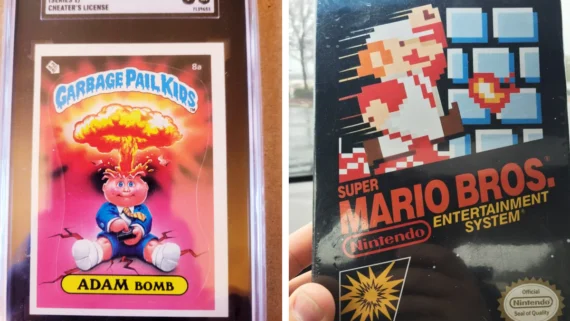 CHEATER'S LICENSE
8a
GARBAGE PAIL KIDS
ADAM BOMB
SUPER
MARIO BROS.
ENTERTAINMENT
SYSTEM
Nintendo
Official
Nintendo
Seal of Quality